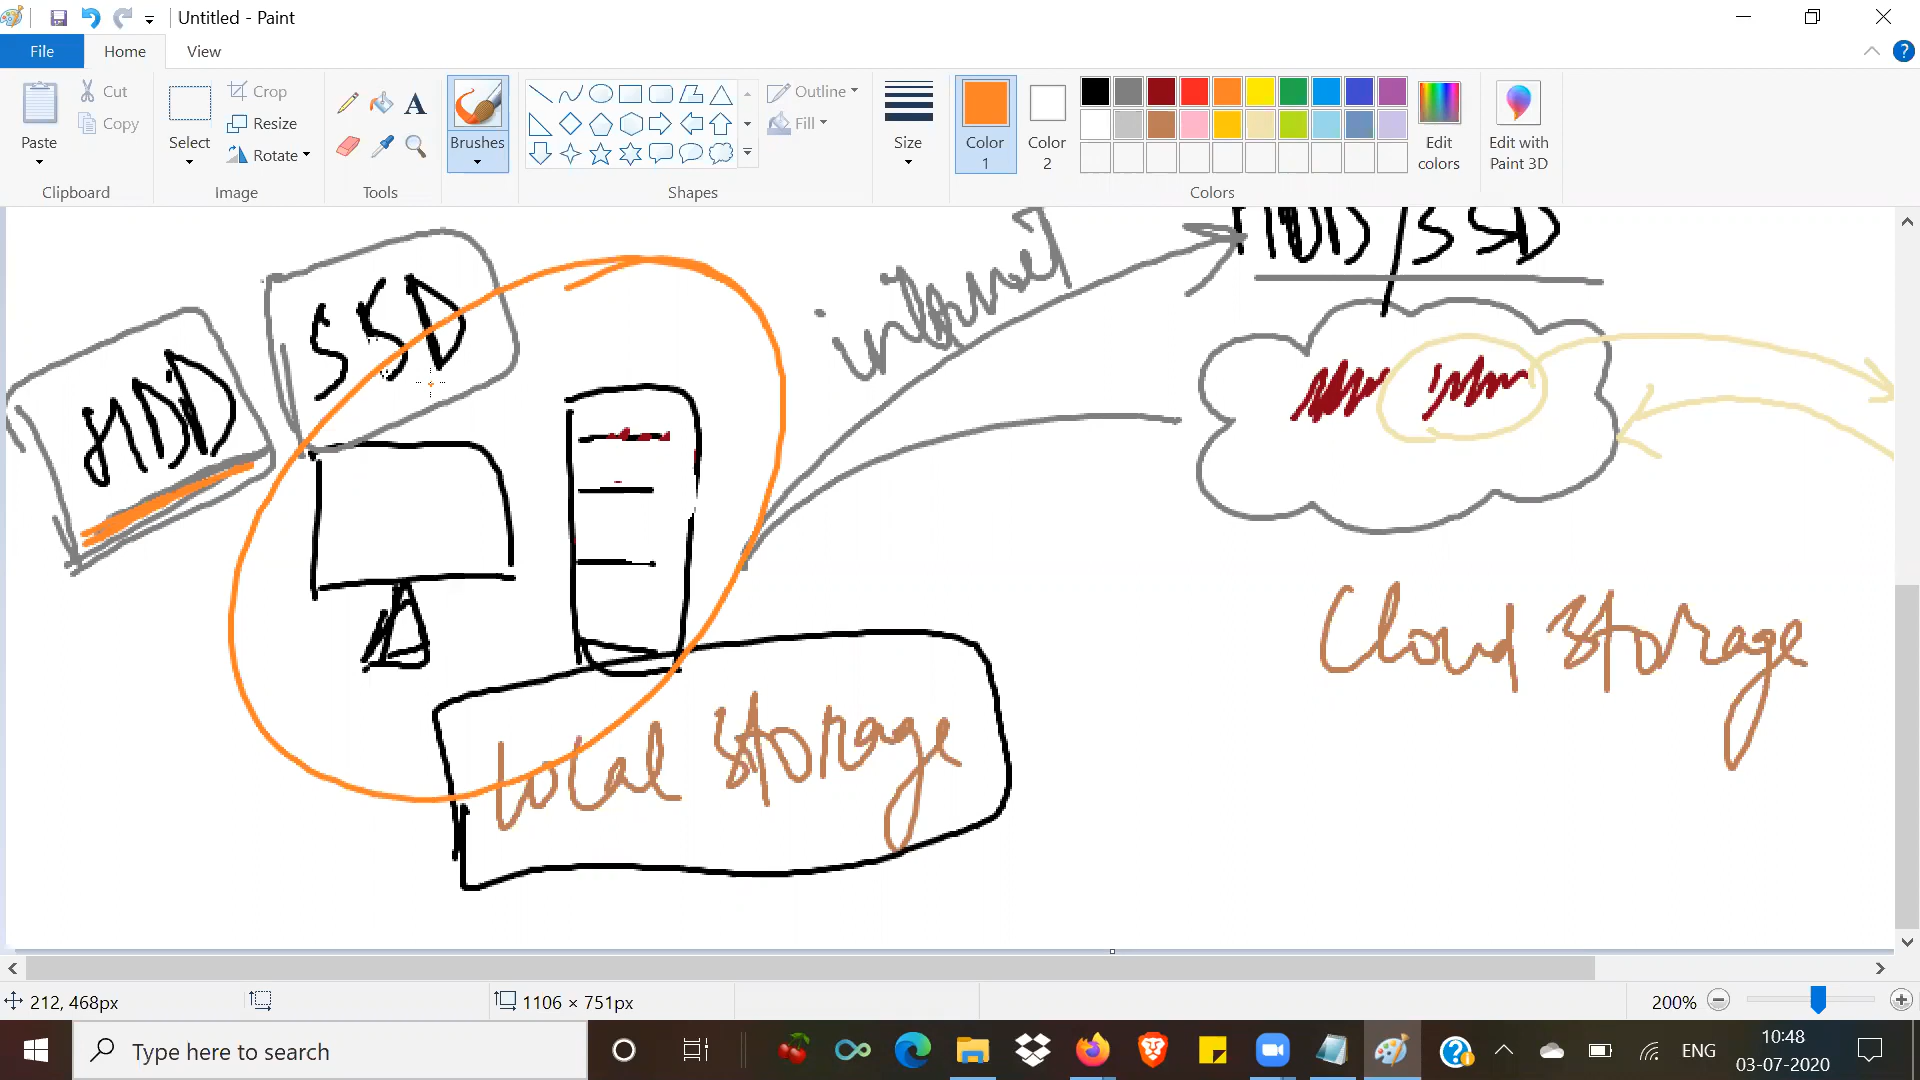 Untitled - Paint
File
Home
View
Paste
Cut
Copy
Clipboard
Select
Crop
Resize
Rotate
Image
Tools
Brushes
Shapes
Outline
Fill
Size
Color 1
Color 2
Edit colors
Colors
Edit with Paint 3D
HDD/SSD
internet
SSD
HDD
Cloud Storage
Local Storage
212, 468px
1106 × 751px
200%
Type here to search
ENG
10:48
03-07-2020